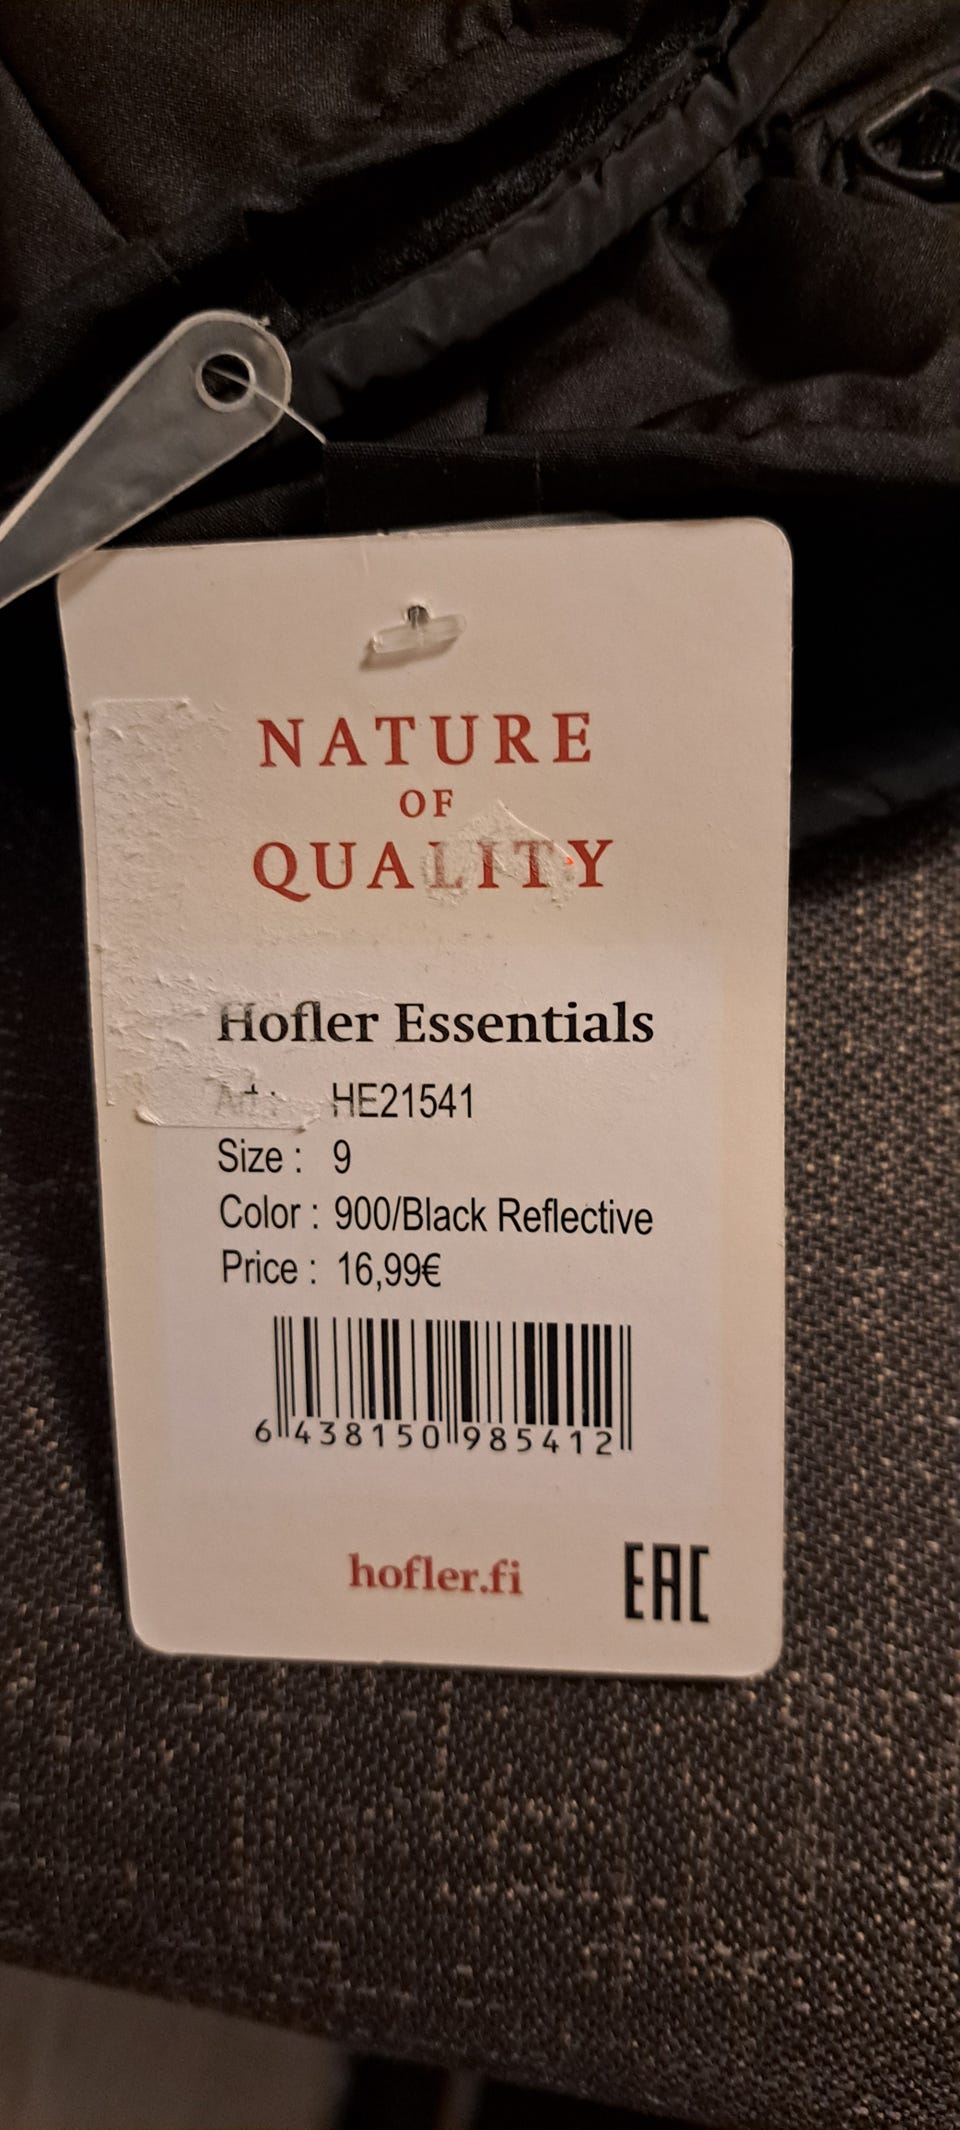 NATURE
OF
QUALITY
Hofler Essentials
Art : HE21541
Size : 9
Color : 900/Black Reflective
Price : 16,99€
6 438150 985412
hofler.fi EAC